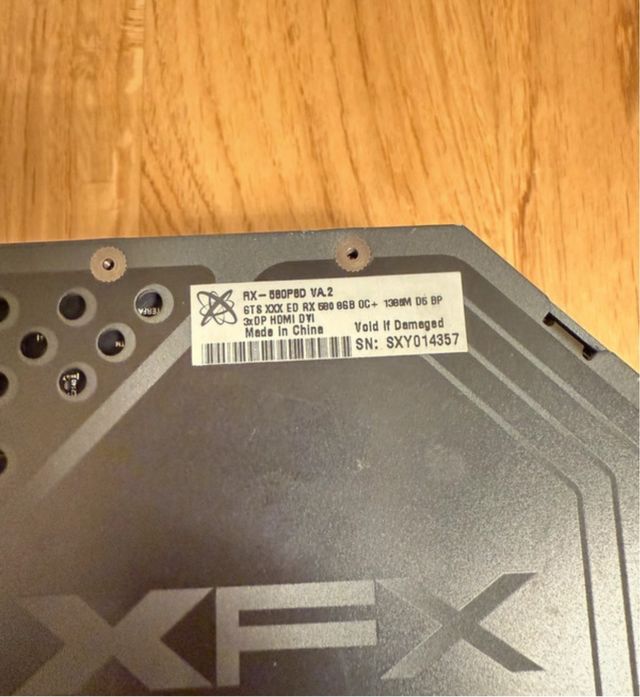 RX-580P8D VA.2
GTS XXX ED RX 580 8GB OC+ 1386M D5 BP
3xDP HDMI DVI
Made In China Void If Damaged
SN: SXY014357
XFX